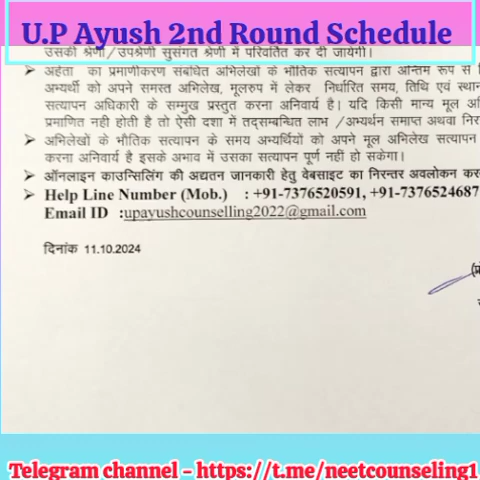 U.P Ayush 2nd Round Schedule
उसकी श्रेणी/उपश्रेणी सुसंगत श्रेणी में परिवर्तित कर दी जायेगी।
➤ अर्हता का प्रमाणीकरण संबंधित अभिलेखों के भौतिक सत्यापन द्वारा अन्तिम रूप से
अभ्यर्थी को अपने समस्त अभिलेख, मूलरुप में लेकर निर्धारित समय, तिथि एवं स्थान
सत्यापन अधिकारी के सम्मुख प्रस्तुत करना अनिवार्य है। यदि किसी मान्य मूल
प्रमाणित नही होती है तो ऐसी दशा में तद्सम्बन्धित लाभ /अभ्यर्थन समाप्त अथवा
➤ अभिलेखों के भौतिक सत्यापन के समय अभ्यर्थियों को अपने मूल अभिलेख सत्यापन
करना अनिवार्य है इसके अभाव में उसका सत्यापन पूर्ण नहीं हो सकेगा।
➤ ऑनलाइन काउन्सिलिंग की अद्यतन जानकारी हेतु वेबसाइट का निरन्तर अवलोकन
➤ Help Line Number (Mob.) : +91-7376520591, +91-7376524687
Email ID :upayushcounselling2022@gmail.com
दिनांक 11.10.2024
Telegram channel - https://t.me/neetcounseling1